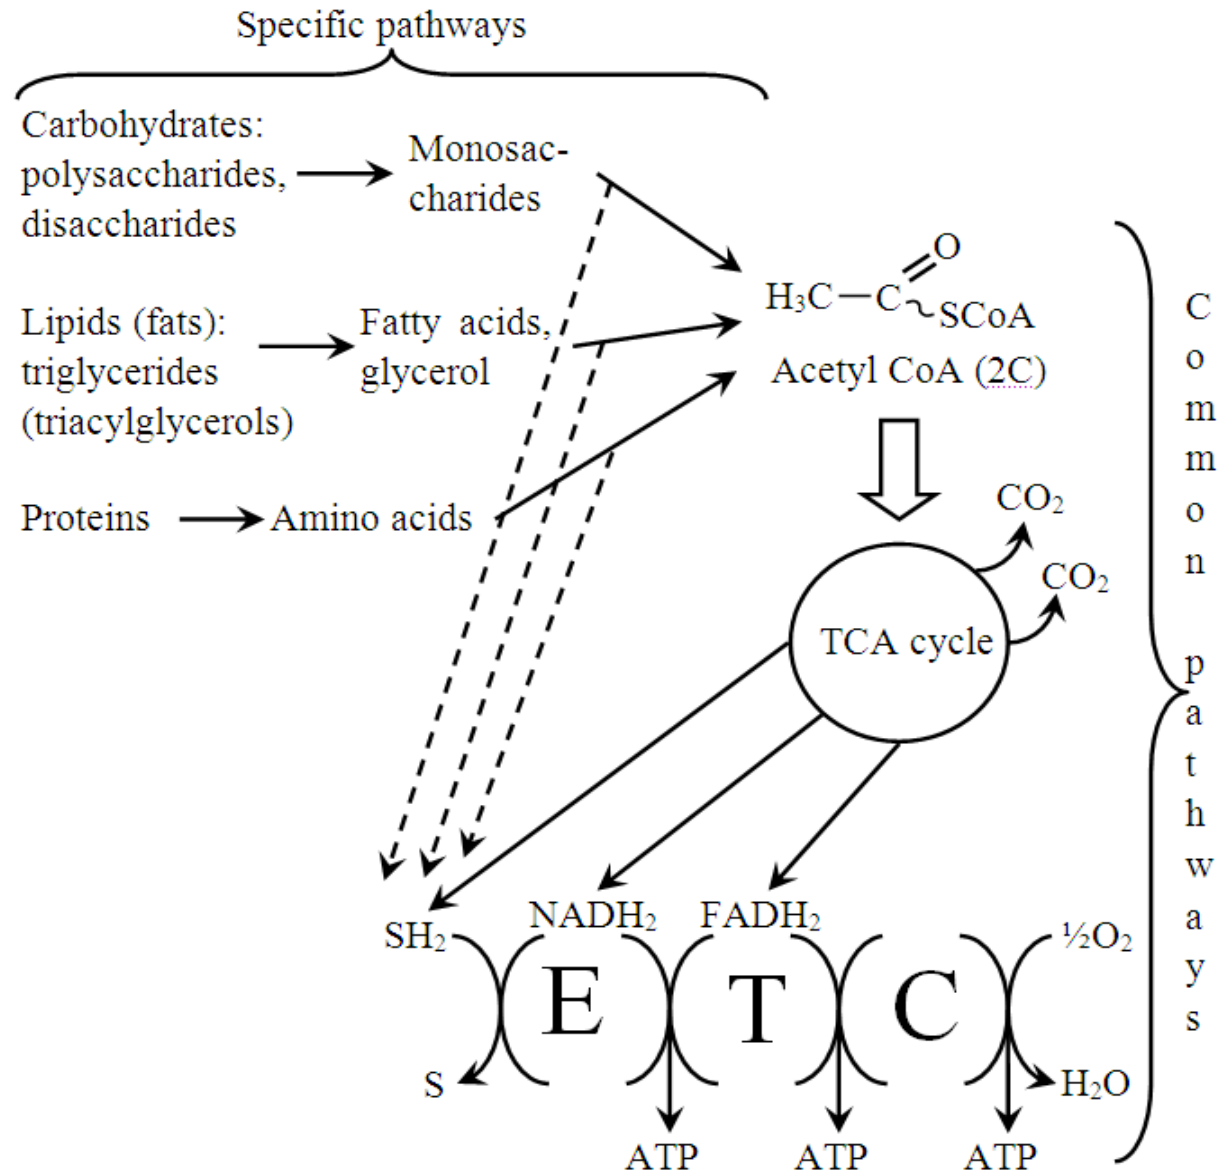 Specific pathways
Carbohydrates:
polysaccharides,
disaccharides
Monosac-
charides
Lipids (fats):
triglycerides
(triacylglycerols)
Fatty acids,
glycerol
Proteins
Amino acids
O
H₃C—C~SCoA
Acetyl CoA (2C)
CO₂
CO₂
TCA cycle
SH₂
NADH₂
FADH₂
½O₂
E T C
S
H₂O
ATP
ATP
ATP
Common pathways